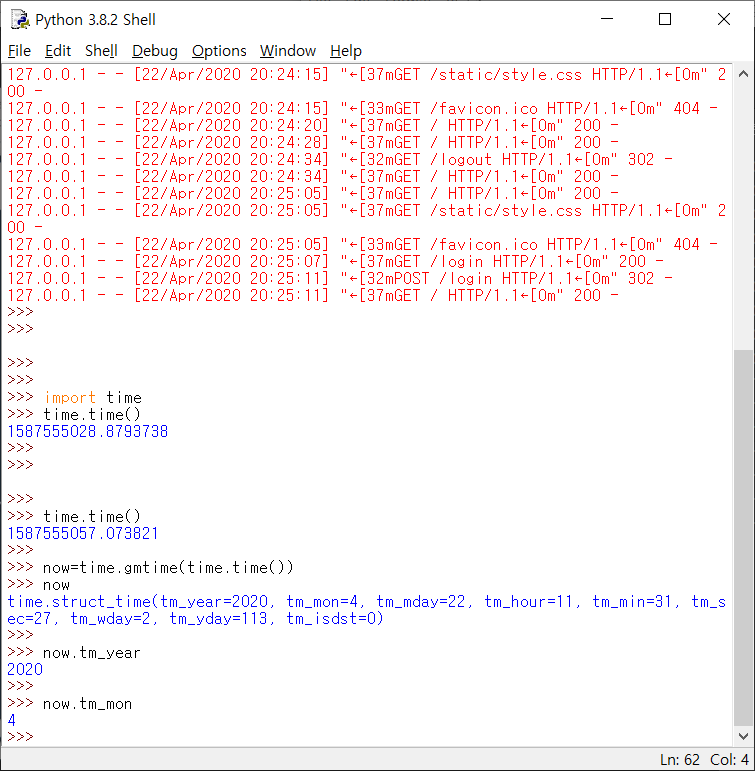 Python 3.8.2 Shell
File Edit Shell Debug Options Window Help
127.0.0.1 - - [22/Apr/2020 20:24:15] "←[37mGET /static/style.css HTTP/1.1←[0m" 2
00 -
127.0.0.1 - - [22/Apr/2020 20:24:15] "←[33mGET /favicon.ico HTTP/1.1←[0m" 404 -
127.0.0.1 - - [22/Apr/2020 20:24:20] "←[37mGET / HTTP/1.1←[0m" 200 -
127.0.0.1 - - [22/Apr/2020 20:24:28] "←[37mGET / HTTP/1.1←[0m" 200 -
127.0.0.1 - - [22/Apr/2020 20:24:34] "←[32mGET /logout HTTP/1.1←[0m" 302 -
127.0.0.1 - - [22/Apr/2020 20:24:34] "←[37mGET / HTTP/1.1←[0m" 200 -
127.0.0.1 - - [22/Apr/2020 20:25:05] "←[37mGET / HTTP/1.1←[0m" 200 -
127.0.0.1 - - [22/Apr/2020 20:25:05] "←[37mGET /static/style.css HTTP/1.1←[0m" 2
00 -
127.0.0.1 - - [22/Apr/2020 20:25:05] "←[33mGET /favicon.ico HTTP/1.1←[0m" 404 -
127.0.0.1 - - [22/Apr/2020 20:25:07] "←[37mGET /login HTTP/1.1←[0m" 200 -
127.0.0.1 - - [22/Apr/2020 20:25:11] "←[32mPOST /login HTTP/1.1←[0m" 302 -
127.0.0.1 - - [22/Apr/2020 20:25:11] "←[37mGET / HTTP/1.1←[0m" 200 -
>>>
>>>
>>>
>>>
>>> import time
>>> time.time()
1587555028.8793738
>>>
>>>
>>>
>>> time.time()
1587555057.073821
>>>
>>> now=time.gmtime(time.time())
>>> now
time.struct_time(tm_year=2020, tm_mon=4, tm_mday=22, tm_hour=11, tm_min=31, tm_s
ec=27, tm_wday=2, tm_yday=113, tm_isdst=0)
>>>
>>> now.tm_year
2020
>>>
>>> now.tm_mon
4
>>>
Ln: 62 Col: 4